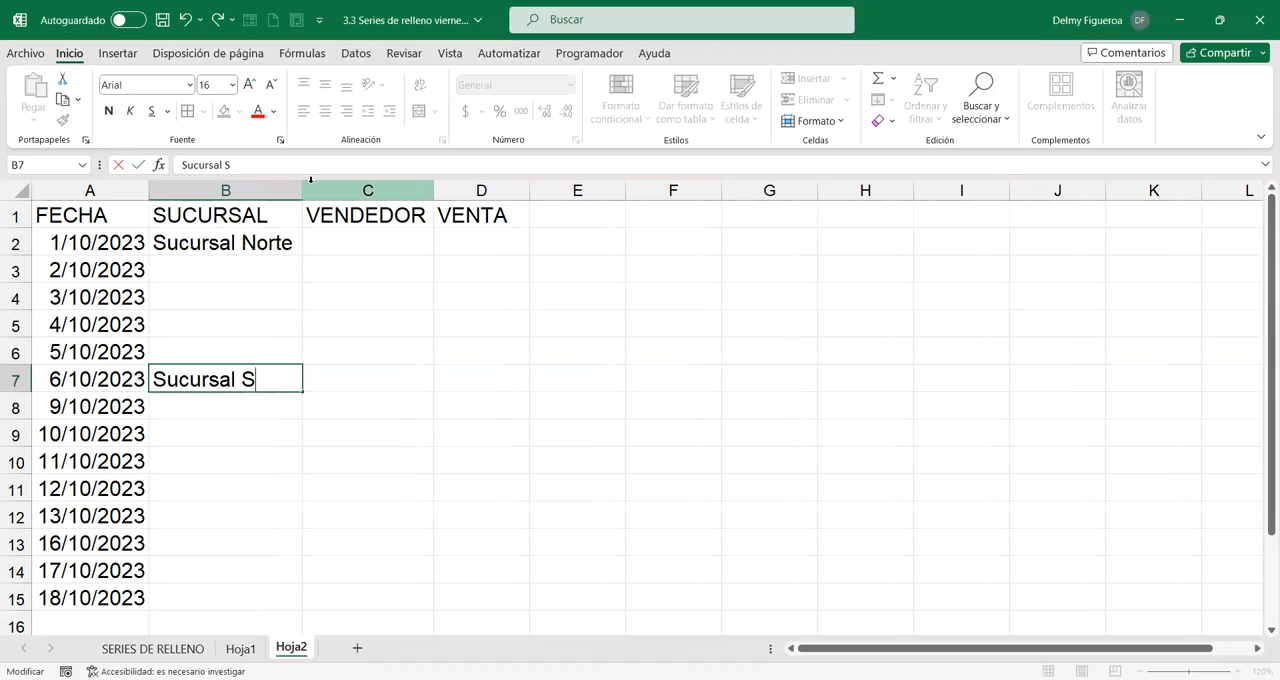 Autoguardado 3.3 Series de relleno vierne... Buscar Delmy Figueroa DF
Archivo Inicio Insertar Disposición de página Fórmulas Datos Revisar Vista Automatizar Programador Ayuda Comentarios Compartir
Pegar Arial 16 General Formato condicional Dar formato como tabla Estilos de celda Insertar Eliminar Formato Ordenar y filtrar Buscar y seleccionar Complementos Analizar datos
N K S A $ % 000
Portapapeles Fuente Alineación Número Estilos Celdas Edición Complementos
B7 fx Sucursal S
A B C D E F G H I J K L
1 FECHA SUCURSAL VENDEDOR VENTA
2 1/10/2023 Sucursal Norte
3 2/10/2023
4 3/10/2023
5 4/10/2023
6 5/10/2023
7 6/10/2023 Sucursal S
8 9/10/2023
9 10/10/2023
10 11/10/2023
11 12/10/2023
12 13/10/2023
13 16/10/2023
14 17/10/2023
15 18/10/2023
16
SERIES DE RELLENO Hoja1 Hoja2
Modificar Accesibilidad: es necesario investigar 120%